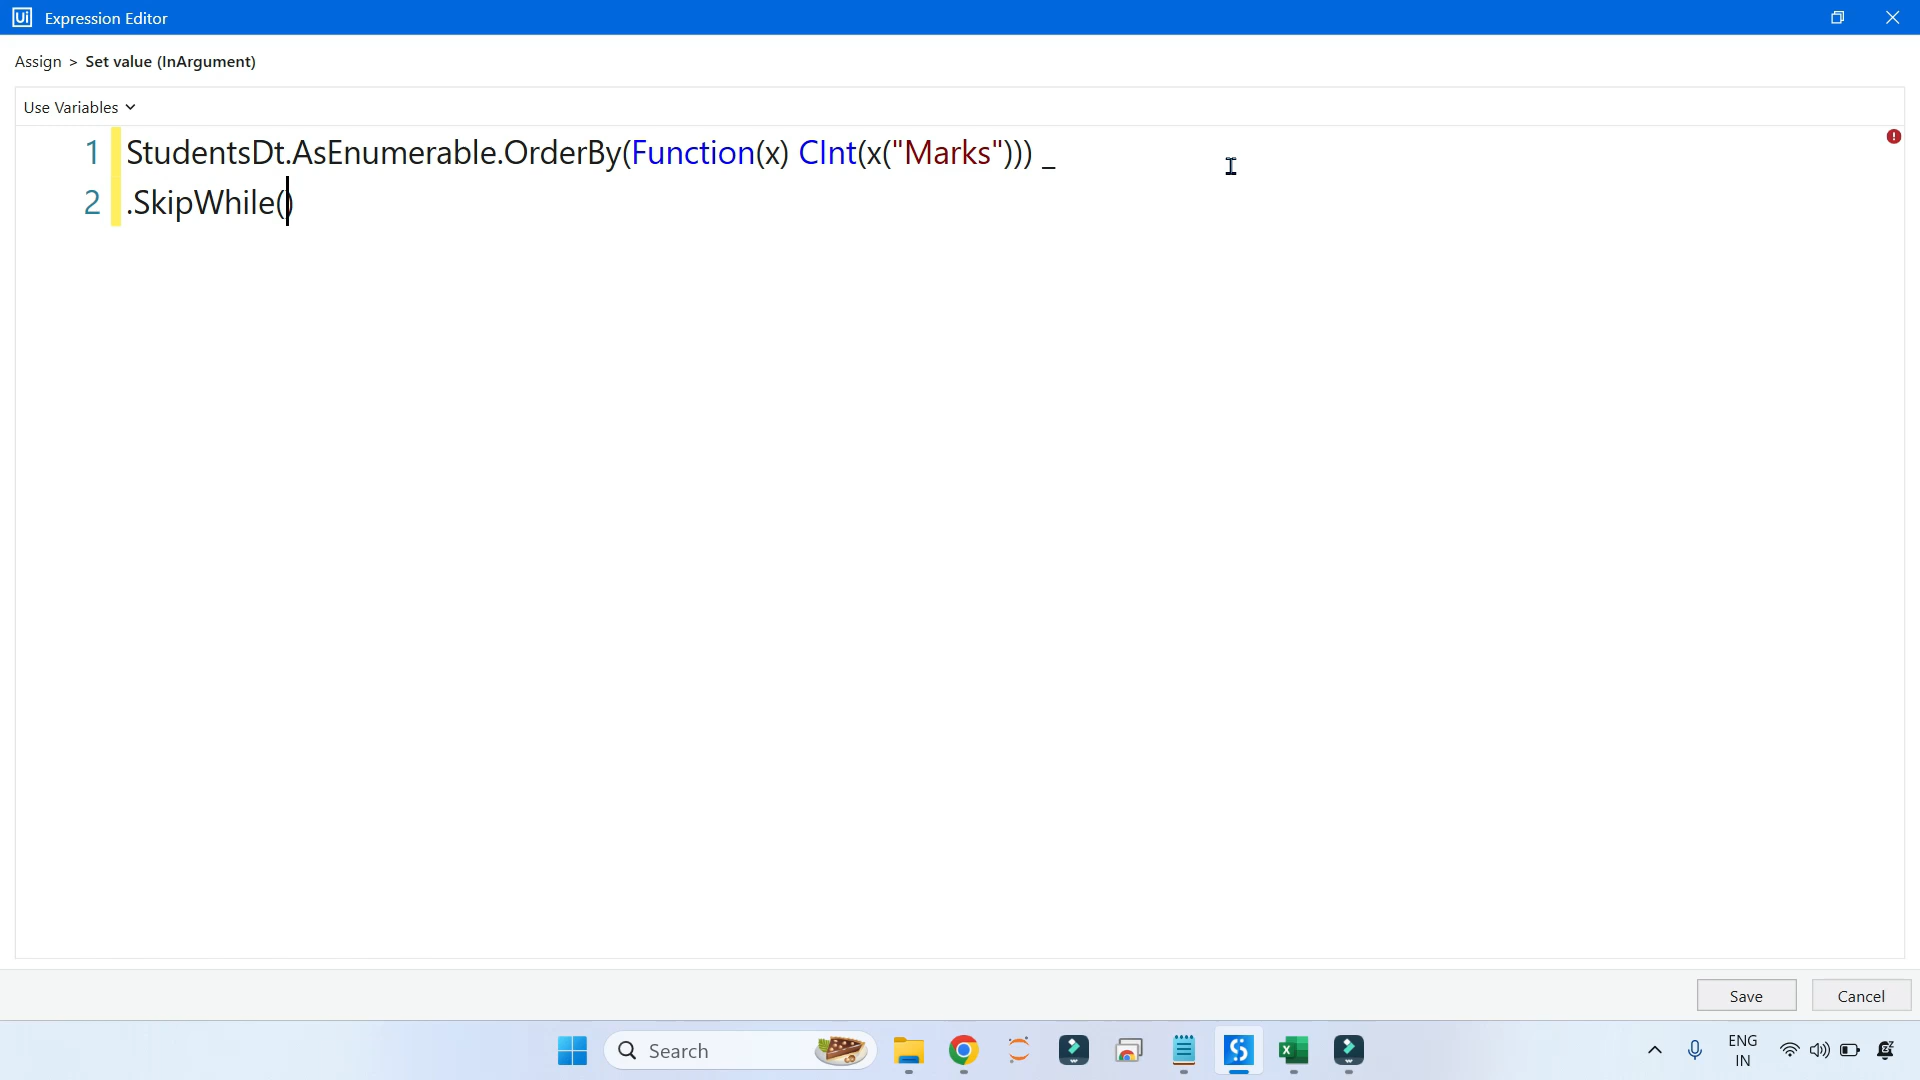 Ui Expression Editor
Assign > Set value (InArgument)
Use Variables
1 StudentsDt.AsEnumerable.OrderBy(Function(x) CInt(x("Marks"))) _
2 .SkipWhile()
Save Cancel
Search
ENG
IN